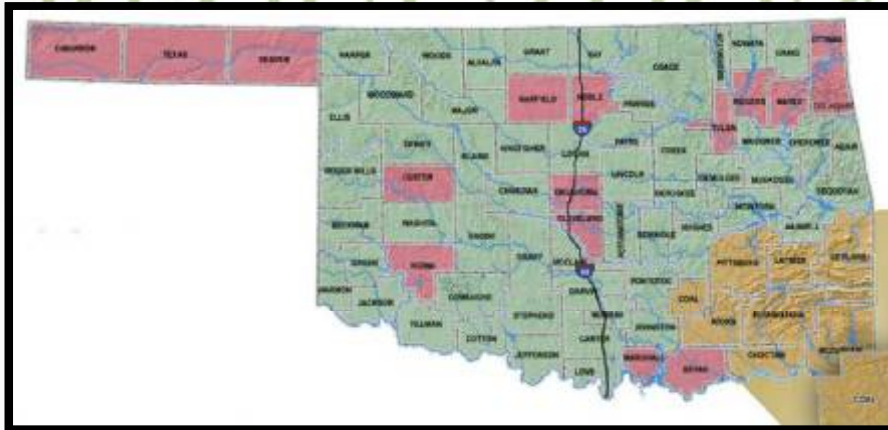 CIMARRON
TEXAS
BEAVER
HARPER
WOODS
ALFALFA
GRANT
KAY
OSAGE
WASHINGTON
NOWATA
CRAIG
OTTAWA
ELLIS
WOODWARD
MAJOR
GARFIELD
NOBLE
PAWNEE
TULSA
ROGERS
MAYES
DELAWARE
ROGER MILLS
DEWEY
BLAINE
KINGFISHER
LOGAN
PAYNE
CREEK
WAGONER
CHEROKEE
ADAIR
CUSTER
CANADIAN
OKLAHOMA
LINCOLN
OKFUSKEE
OKMULGEE
MUSKOGEE
SEQUOYAH
BECKHAM
WASHITA
CADDO
GRADY
CLEVELAND
MCCLAIN
POTTAWATOMIE
SEMINOLE
HUGHES
MCINTOSH
HASKELL
GREER
KIOWA
HARMON
JACKSON
COMANCHE
GARVIN
PONTOTOC
PITTSBURG
LATIMER
LEFLORE
COAL
TILLMAN
COTTON
STEPHENS
JEFFERSON
MURRAY
CARTER
JOHNSTON
ATOKA
PUSHMATAHA
LOVE
MARSHALL
BRYAN
CHOCTAW
MCCURTAIN